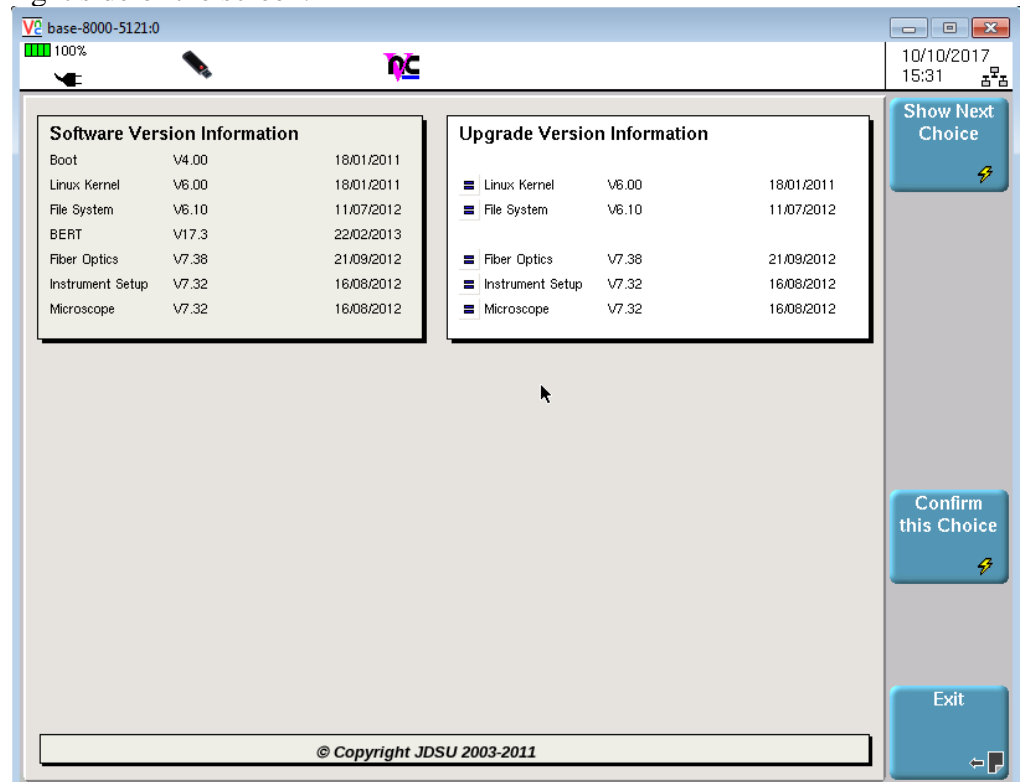 base-8000-5121:0
100%
10/10/2017
15:31
Software Version Information
Boot V4.00 18/01/2011
Linux Kernel V6.00 18/01/2011
File System V6.10 11/07/2012
BERT V17.3 22/02/2013
Fiber Optics V7.38 21/09/2012
Instrument Setup V7.32 16/08/2012
Microscope V7.32 16/08/2012
Upgrade Version Information
Linux Kernel V6.00 18/01/2011
File System V6.10 11/07/2012
Fiber Optics V7.38 21/09/2012
Instrument Setup V7.32 16/08/2012
Microscope V7.32 16/08/2012
Show Next
Choice
Confirm
this Choice
Exit
© Copyright JDSU 2003-2011